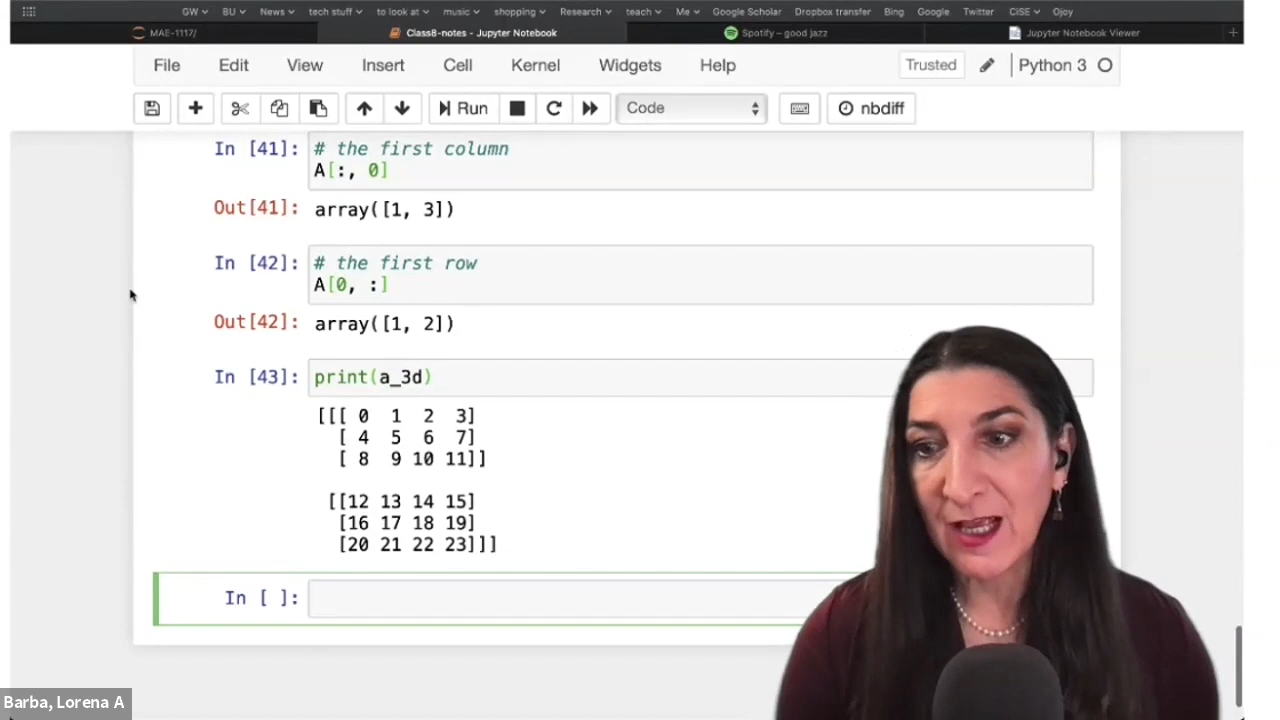 GW BU News tech stuff to look at music shopping Research teach Me Google Scholar Dropbox transfer Bing Google Twitter CiSE Ojoy
MAE-1117/ Class8-notes - Jupyter Notebook Spotify – good jazz Jupyter Notebook Viewer
File Edit View Insert Cell Kernel Widgets Help Trusted Python 3
Run Code nbdiff
In [41]: # the first column
A[:, 0]
Out[41]: array([1, 3])
In [42]: # the first row
A[0, :]
Out[42]: array([1, 2])
In [43]: print(a_3d)
[[[ 0 1 2 3]
[ 4 5 6 7]
[ 8 9 10 11]]
[[12 13 14 15]
[16 17 18 19]
[20 21 22 23]]]
In [ ]:
Barba, Lorena A